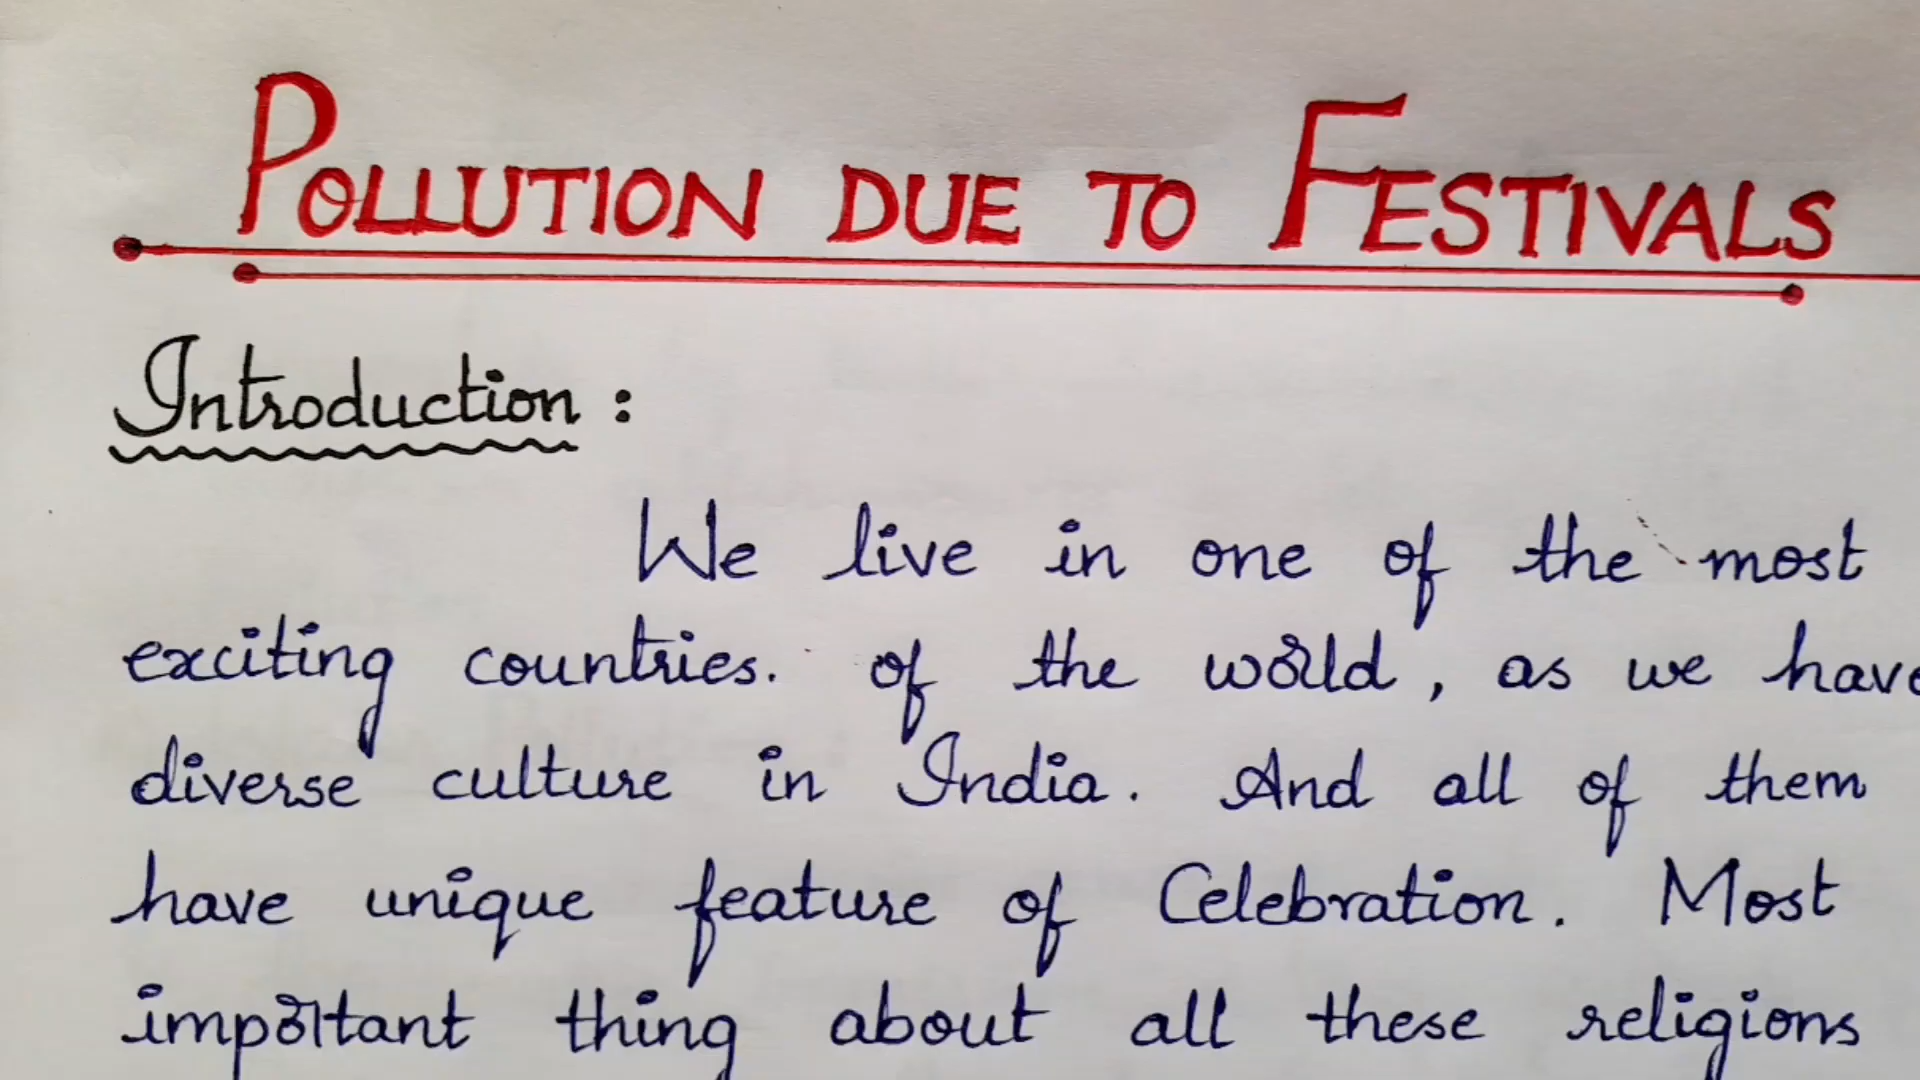 POLLUTION DUE TO FESTIVALS
Introduction :
We live in one of the most
exciting countries. of the world, as we have
diverse culture in India. And all of them
have unique feature of Celebration. Most
important thing about all these religions